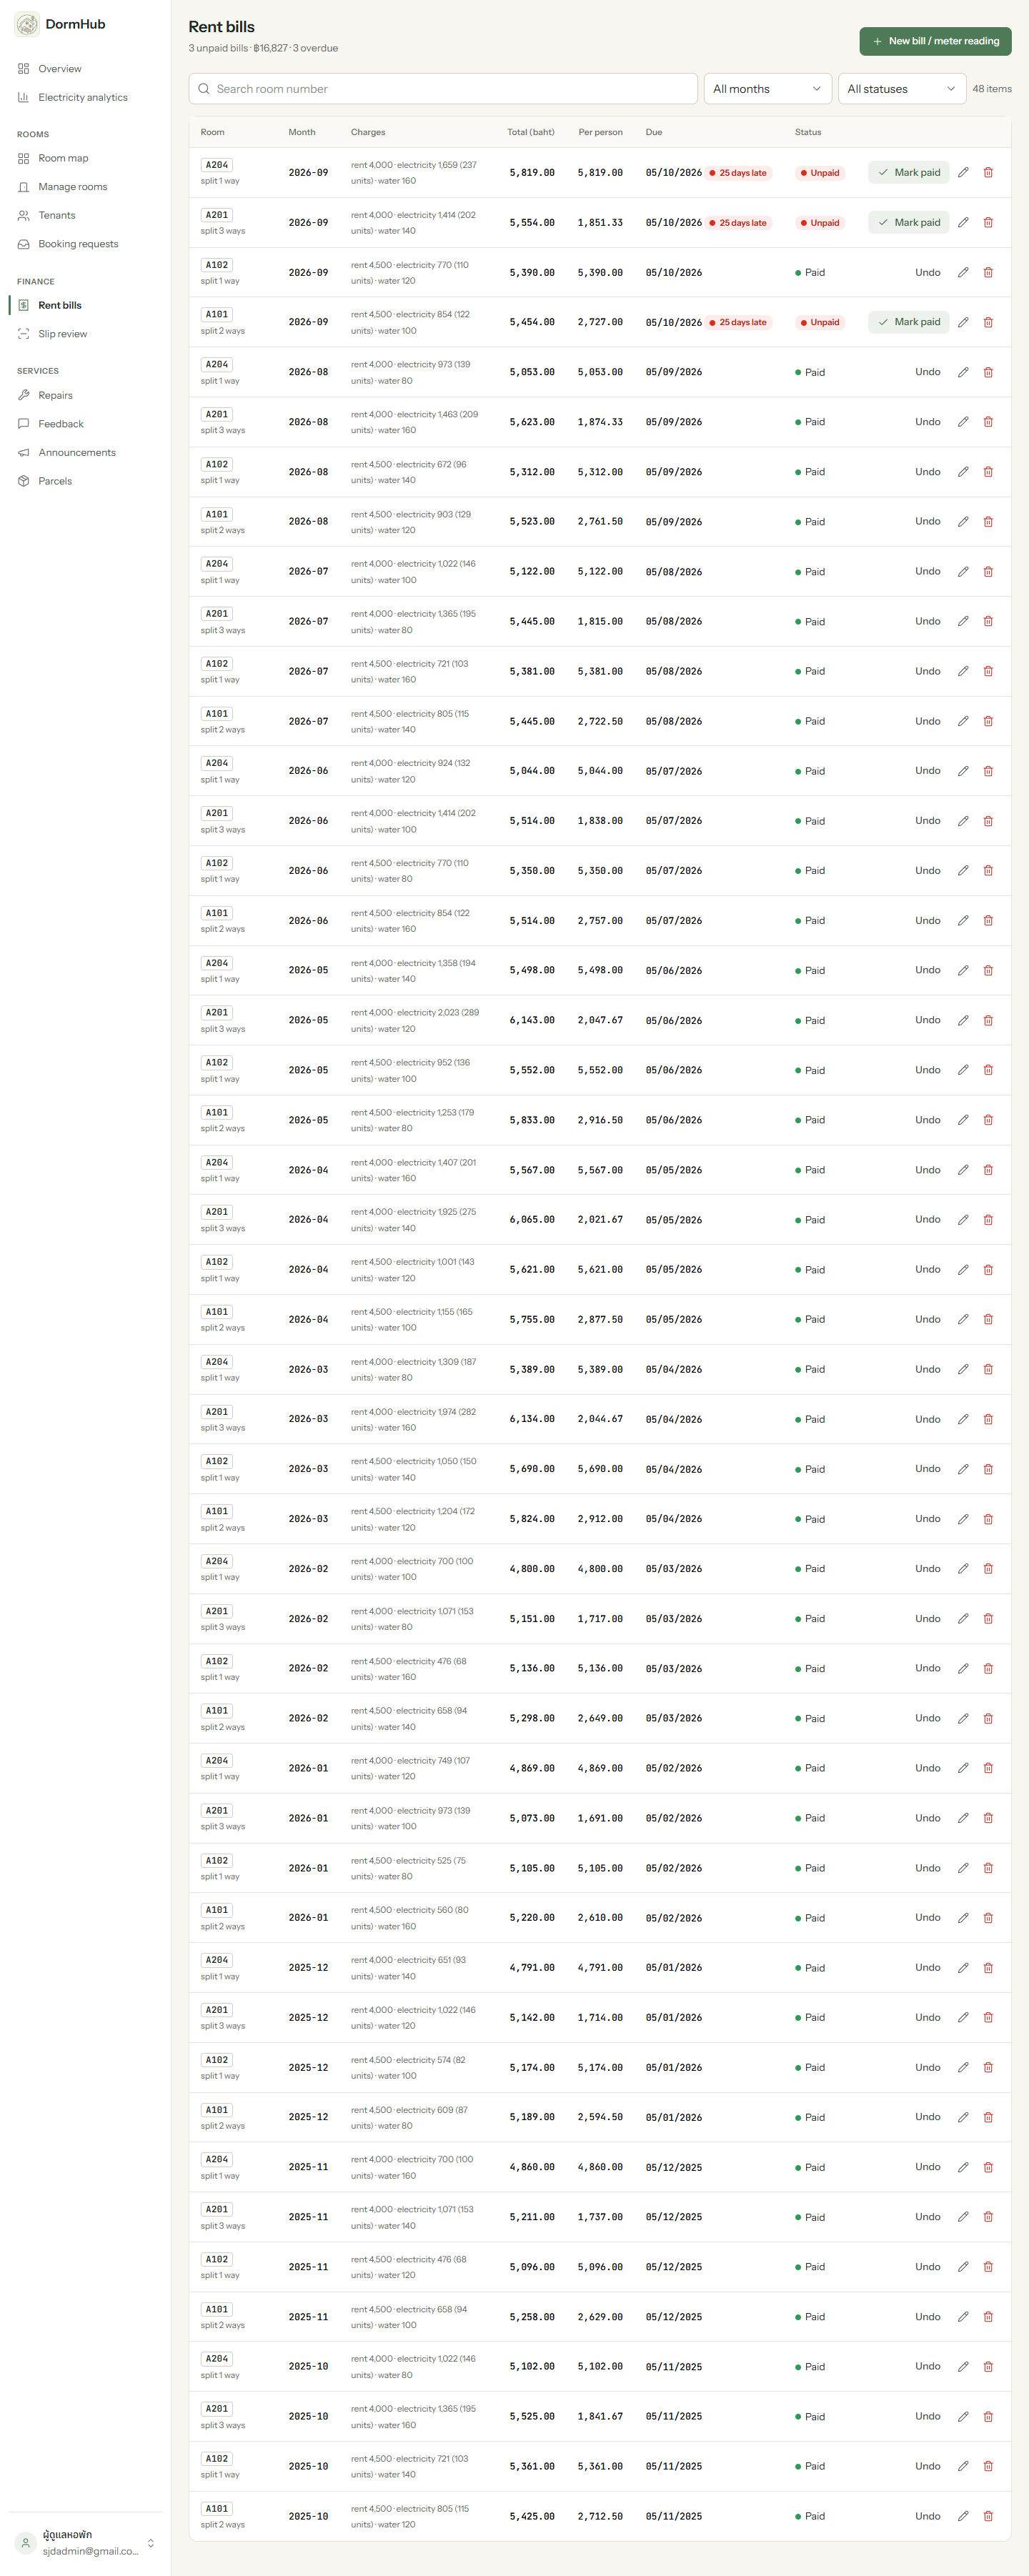 DormHub
Overview
Electricity analytics
ROOMS
Room map
Manage rooms
Tenants
Booking requests
FINANCE
Rent bills
Slip review
SERVICES
Repairs
Feedback
Announcements
Parcels
ผู้ดูแลหอพัก
sjdadmin@gmail.co...
Rent bills
3 unpaid bills · ฿16,827 · 3 overdue
+ New bill / meter reading
Search room number
All months
All statuses
48 items
Room Month Charges Total (baht) Per person Due Status
A204 2026-09 rent 4,000 · electricity 1,659 (237 5,819.00 5,819.00 05/10/2026 25 days late Unpaid Mark paid
split 1 way units) · water 160
A201 2026-09 rent 4,000 · electricity 1,414 (202 5,554.00 1,851.33 05/10/2026 25 days late Unpaid Mark paid
split 3 ways units) · water 140
A102 2026-09 rent 4,500 · electricity 770 (110 5,390.00 5,390.00 05/10/2026 Paid Undo
split 1 way units) · water 120
A101 2026-09 rent 4,500 · electricity 854 (122 5,454.00 2,727.00 05/10/2026 25 days late Unpaid Mark paid
split 2 ways units) · water 100
A204 2026-08 rent 4,000 · electricity 973 (139 5,053.00 5,053.00 05/09/2026 Paid Undo
split 1 way units) · water 80
A201 2026-08 rent 4,000 · electricity 1,463 (209 5,623.00 1,874.33 05/09/2026 Paid Undo
split 3 ways units) · water 160
A102 2026-08 rent 4,500 · electricity 672 (96 5,312.00 5,312.00 05/09/2026 Paid Undo
split 1 way units) · water 140
A101 2026-08 rent 4,500 · electricity 903 (129 5,523.00 2,761.50 05/09/2026 Paid Undo
split 2 ways units) · water 120
A204 2026-07 rent 4,000 · electricity 1,022 (146 5,122.00 5,122.00 05/08/2026 Paid Undo
split 1 way units) · water 100
A201 2026-07 rent 4,000 · electricity 1,365 (195 5,445.00 1,815.00 05/08/2026 Paid Undo
split 3 ways units) · water 80
A102 2026-07 rent 4,500 · electricity 721 (103 5,381.00 5,381.00 05/08/2026 Paid Undo
split 1 way units) · water 160
A101 2026-07 rent 4,500 · electricity 805 (115 5,445.00 2,722.50 05/08/2026 Paid Undo
split 2 ways units) · water 140
A204 2026-06 rent 4,000 · electricity 924 (132 5,044.00 5,044.00 05/07/2026 Paid Undo
split 1 way units) · water 120
A201 2026-06 rent 4,000 · electricity 1,414 (202 5,514.00 1,838.00 05/07/2026 Paid Undo
split 3 ways units) · water 100
A102 2026-06 rent 4,500 · electricity 770 (110 5,350.00 5,350.00 05/07/2026 Paid Undo
split 1 way units) · water 80
A101 2026-06 rent 4,500 · electricity 854 (122 5,514.00 2,757.00 05/07/2026 Paid Undo
split 2 ways units) · water 160
A204 2026-05 rent 4,000 · electricity 1,358 (194 5,498.00 5,498.00 05/06/2026 Paid Undo
split 1 way units) · water 140
A201 2026-05 rent 4,000 · electricity 2,023 (289 6,143.00 2,047.67 05/06/2026 Paid Undo
split 3 ways units) · water 120
A102 2026-05 rent 4,500 · electricity 952 (136 5,552.00 5,552.00 05/06/2026 Paid Undo
split 1 way units) · water 100
A101 2026-05 rent 4,500 · electricity 1,253 (179 5,833.00 2,916.50 05/06/2026 Paid Undo
split 2 ways units) · water 80
A204 2026-04 rent 4,000 · electricity 1,407 (201 5,567.00 5,567.00 05/05/2026 Paid Undo
split 1 way units) · water 160
A201 2026-04 rent 4,000 · electricity 1,925 (275 6,065.00 2,021.67 05/05/2026 Paid Undo
split 3 ways units) · water 140
A102 2026-04 rent 4,500 · electricity 1,001 (143 5,621.00 5,621.00 05/05/2026 Paid Undo
split 1 way units) · water 120
A101 2026-04 rent 4,500 · electricity 1,155 (165 5,755.00 2,877.50 05/05/2026 Paid Undo
split 2 ways units) · water 100
A204 2026-03 rent 4,000 · electricity 1,309 (187 5,389.00 5,389.00 05/04/2026 Paid Undo
split 1 way units) · water 80
A201 2026-03 rent 4,000 · electricity 1,974 (282 6,134.00 2,044.67 05/04/2026 Paid Undo
split 3 ways units) · water 160
A102 2026-03 rent 4,500 · electricity 1,050 (150 5,690.00 5,690.00 05/04/2026 Paid Undo
split 1 way units) · water 140
A101 2026-03 rent 4,500 · electricity 1,204 (172 5,824.00 2,912.00 05/04/2026 Paid Undo
split 2 ways units) · water 120
A204 2026-02 rent 4,000 · electricity 700 (100 4,800.00 4,800.00 05/03/2026 Paid Undo
split 1 way units) · water 100
A201 2026-02 rent 4,000 · electricity 1,071 (153 5,151.00 1,717.00 05/03/2026 Paid Undo
split 3 ways units) · water 80
A102 2026-02 rent 4,500 · electricity 476 (68 5,136.00 5,136.00 05/03/2026 Paid Undo
split 1 way units) · water 160
A101 2026-02 rent 4,500 · electricity 658 (94 5,298.00 2,649.00 05/03/2026 Paid Undo
split 2 ways units) · water 140
A204 2026-01 rent 4,000 · electricity 749 (107 4,869.00 4,869.00 05/02/2026 Paid Undo
split 1 way units) · water 120
A201 2026-01 rent 4,000 · electricity 973 (139 5,073.00 1,691.00 05/02/2026 Paid Undo
split 3 ways units) · water 100
A102 2026-01 rent 4,500 · electricity 525 (75 5,105.00 5,105.00 05/02/2026 Paid Undo
split 1 way units) · water 80
A101 2026-01 rent 4,500 · electricity 560 (80 5,220.00 2,610.00 05/02/2026 Paid Undo
split 2 ways units) · water 160
A204 2025-12 rent 4,000 · electricity 651 (93 4,791.00 4,791.00 05/01/2026 Paid Undo
split 1 way units) · water 140
A201 2025-12 rent 4,000 · electricity 1,022 (146 5,142.00 1,714.00 05/01/2026 Paid Undo
split 3 ways units) · water 120
A102 2025-12 rent 4,500 · electricity 574 (82 5,174.00 5,174.00 05/01/2026 Paid Undo
split 1 way units) · water 100
A101 2025-12 rent 4,500 · electricity 609 (87 5,189.00 2,594.50 05/01/2026 Paid Undo
split 2 ways units) · water 80
A204 2025-11 rent 4,000 · electricity 700 (100 4,860.00 4,860.00 05/12/2025 Paid Undo
split 1 way units) · water 160
A201 2025-11 rent 4,000 · electricity 1,071 (153 5,211.00 1,737.00 05/12/2025 Paid Undo
split 3 ways units) · water 140
A102 2025-11 rent 4,500 · electricity 476 (68 5,096.00 5,096.00 05/12/2025 Paid Undo
split 1 way units) · water 120
A101 2025-11 rent 4,500 · electricity 658 (94 5,258.00 2,629.00 05/12/2025 Paid Undo
split 2 ways units) · water 100
A204 2025-10 rent 4,000 · electricity 1,022 (146 5,102.00 5,102.00 05/11/2025 Paid Undo
split 1 way units) · water 80
A201 2025-10 rent 4,000 · electricity 1,365 (195 5,525.00 1,841.67 05/11/2025 Paid Undo
split 3 ways units) · water 160
A102 2025-10 rent 4,500 · electricity 721 (103 5,361.00 5,361.00 05/11/2025 Paid Undo
split 1 way units) · water 140
A101 2025-10 rent 4,500 · electricity 805 (115 5,425.00 2,712.50 05/11/2025 Paid Undo
split 2 ways units) · water 120